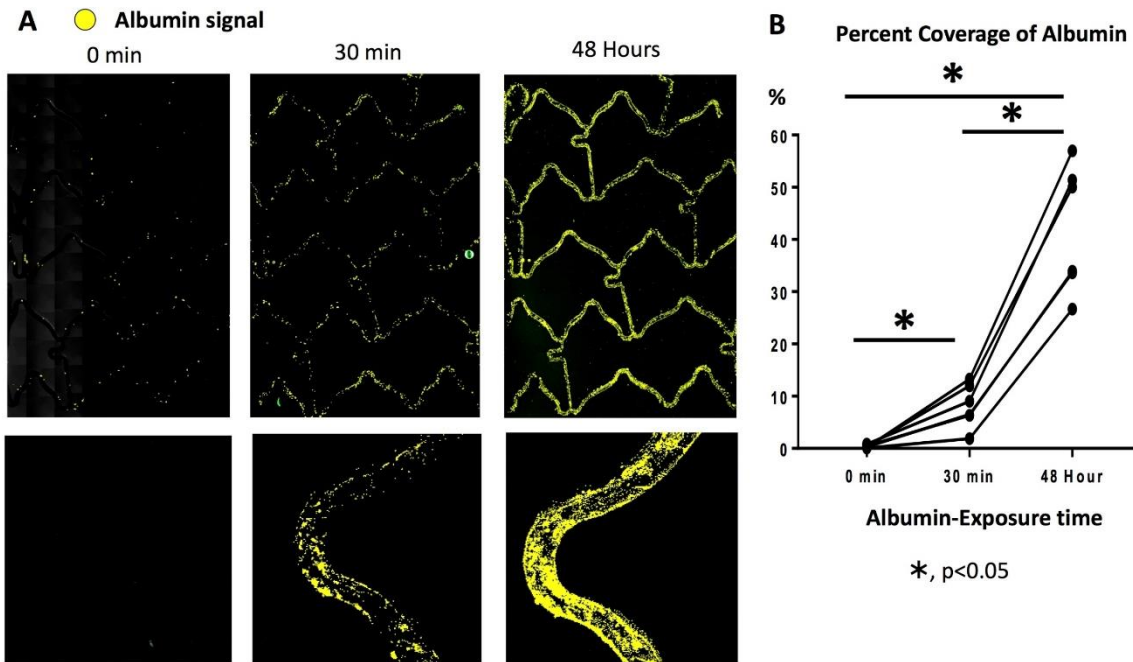 A
Albumin signal
0 min
30 min
48 Hours
B
Percent Coverage of Albumin
*
%
*
60
50
40
30
*
20
10
0
0 min
30 min
48 Hour
Albumin-Exposure time
*, p<0.05